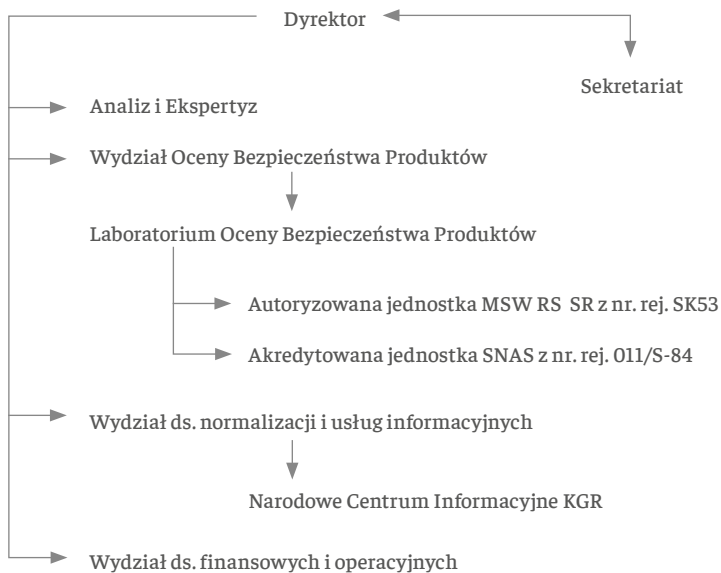 Dyrektor
Sekretariat
Analiz i Ekspertyz
Wydział Oceny Bezpieczeństwa Produktów
Laboratorium Oceny Bezpieczeństwa Produktów
Autoryzowana jednostka MSW RS SR z nr. rej. SK53
Akredytowana jednostka SNAS z nr. rej. 011/S-84
Wydział ds. normalizacji i usług informacyjnych
Narodowe Centrum Informacyjne KGR
Wydział ds. finansowych i operacyjnych